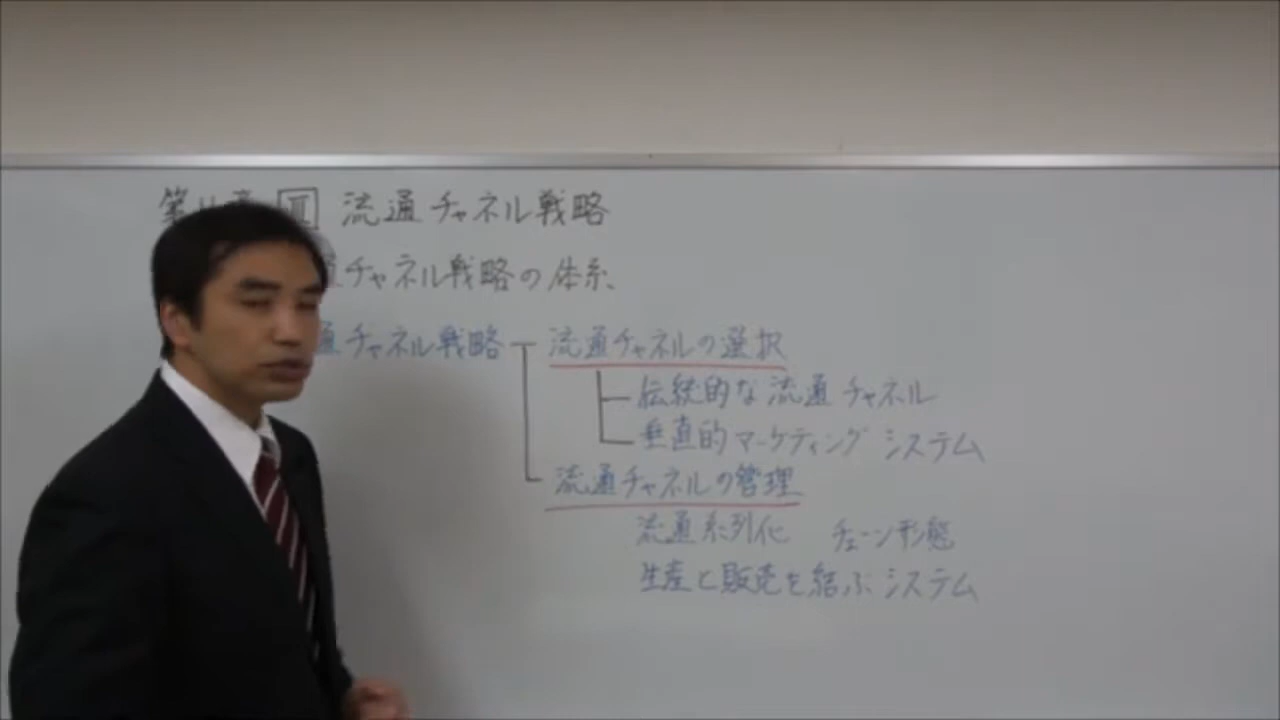 第11章 Ⅲ 流通チャネル戦略
チャネル戦略の体系
チャネル戦略 流通チャネルの選択
伝統的な流通チャネル
垂直的マーケティングシステム
流通チャネルの管理
流通系列化 チェーン形態
生産と販売を結ぶシステム